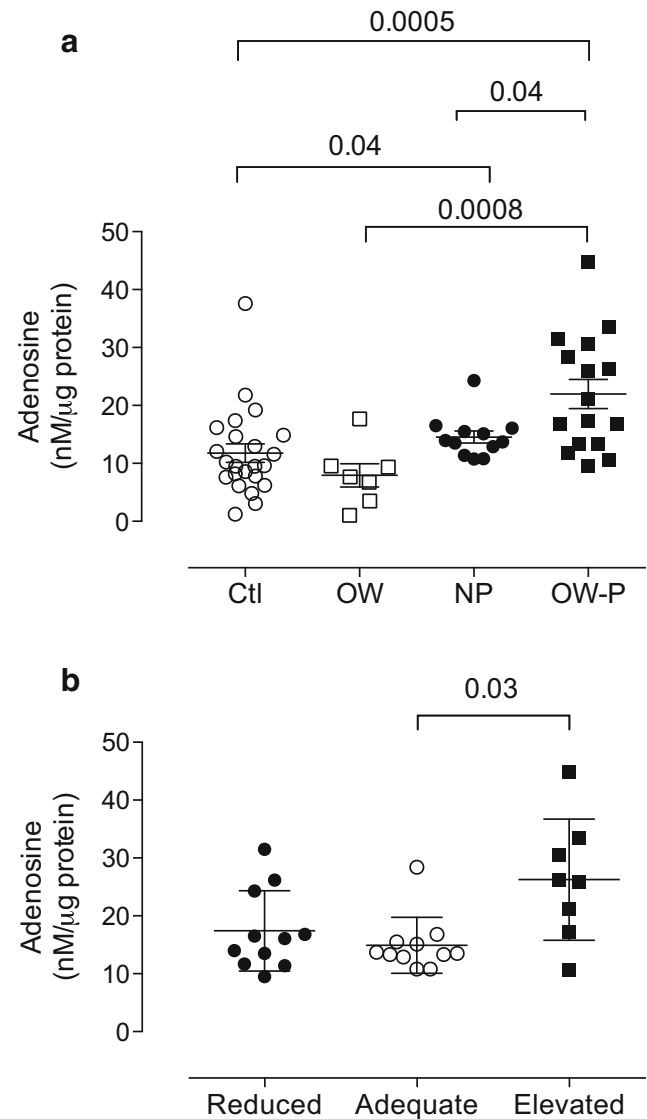 a
0.0005
0.04
0.04
0.0008
Adenosine
(nM/µg protein)
50
40
30
20
10
0
Ctl OW NP OW-P
b
0.03
Adenosine
(nM/µg protein)
50
40
30
20
10
0
Reduced Adequate Elevated